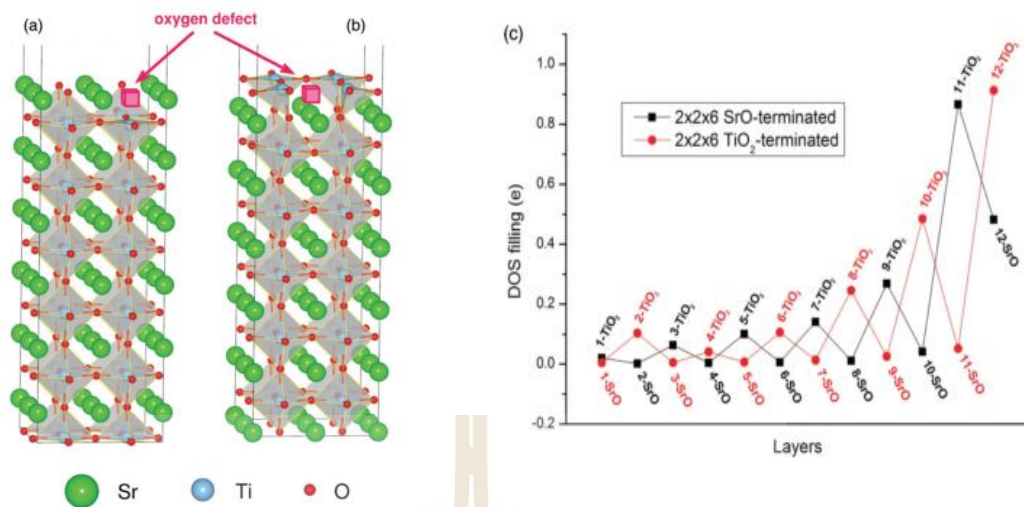 (a)
oxygen defect
(b)
Sr
Ti
O
(c)
1.0
0.8
0.6
0.4
0.2
0.0
-0.2
DOS filling (e)
Layers
2x2x6 SrO-terminated
2x2x6 TiO₂-terminated
1-TiO₂
2-TiO₂
3-TiO₂
4-TiO₂
5-TiO₂
6-TiO₂
7-TiO₂
8-TiO₂
9-TiO₂
10-TiO₂
11-TiO₂
12-TiO₂
1-SrO
2-SrO
3-SrO
4-SrO
5-SrO
6-SrO
7-SrO
8-SrO
9-SrO
10-SrO
11-SrO
12-SrO